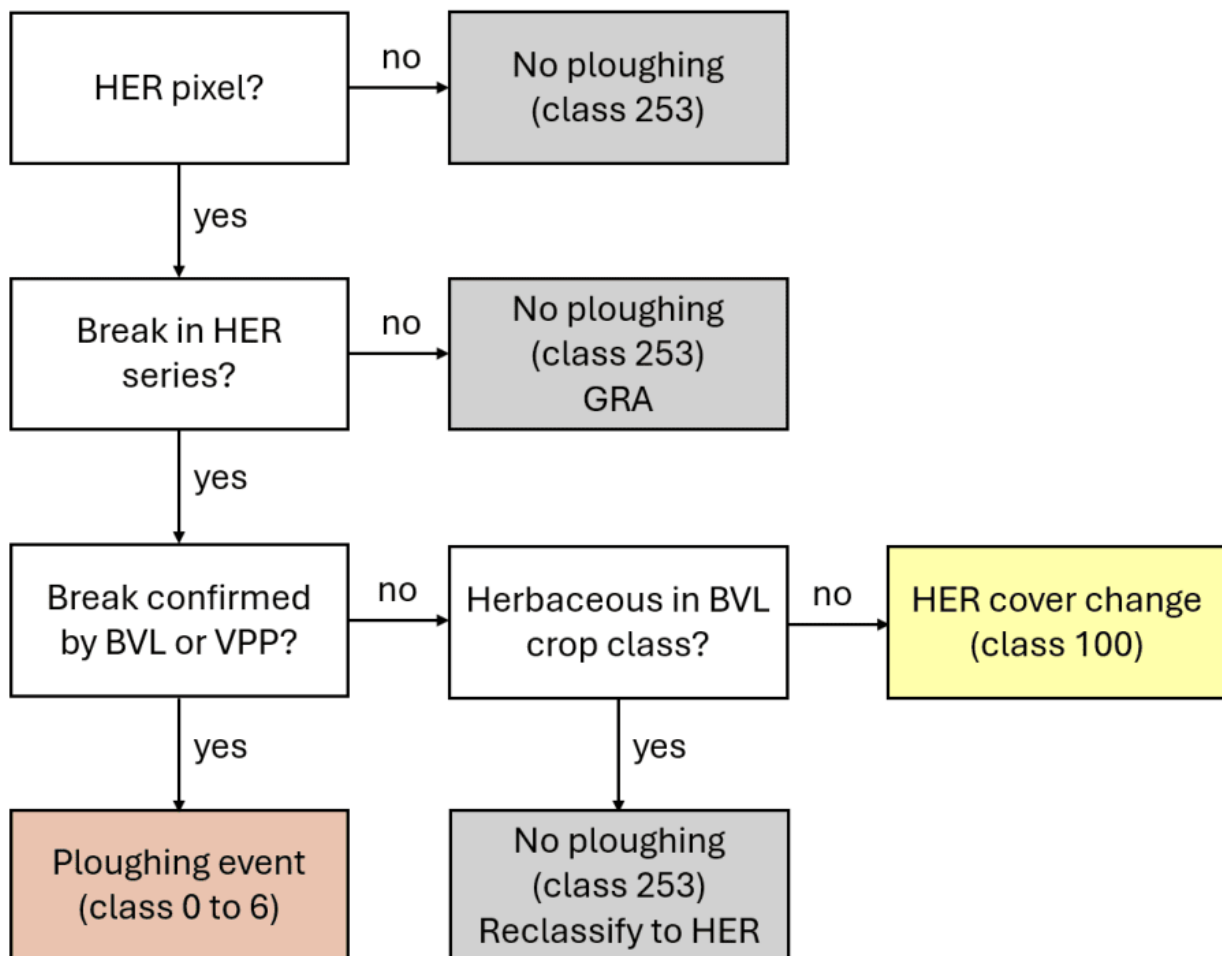 HER pixel?
no
No ploughing
(class 253)
yes
Break in HER
series?
no
No ploughing
(class 253)
GRA
yes
Break confirmed
by BVL or VPP?
no
Herbaceous in BVL
crop class?
no
HER cover change
(class 100)
yes
yes
Ploughing event
(class 0 to 6)
No ploughing
(class 253)
Reclassify to HER